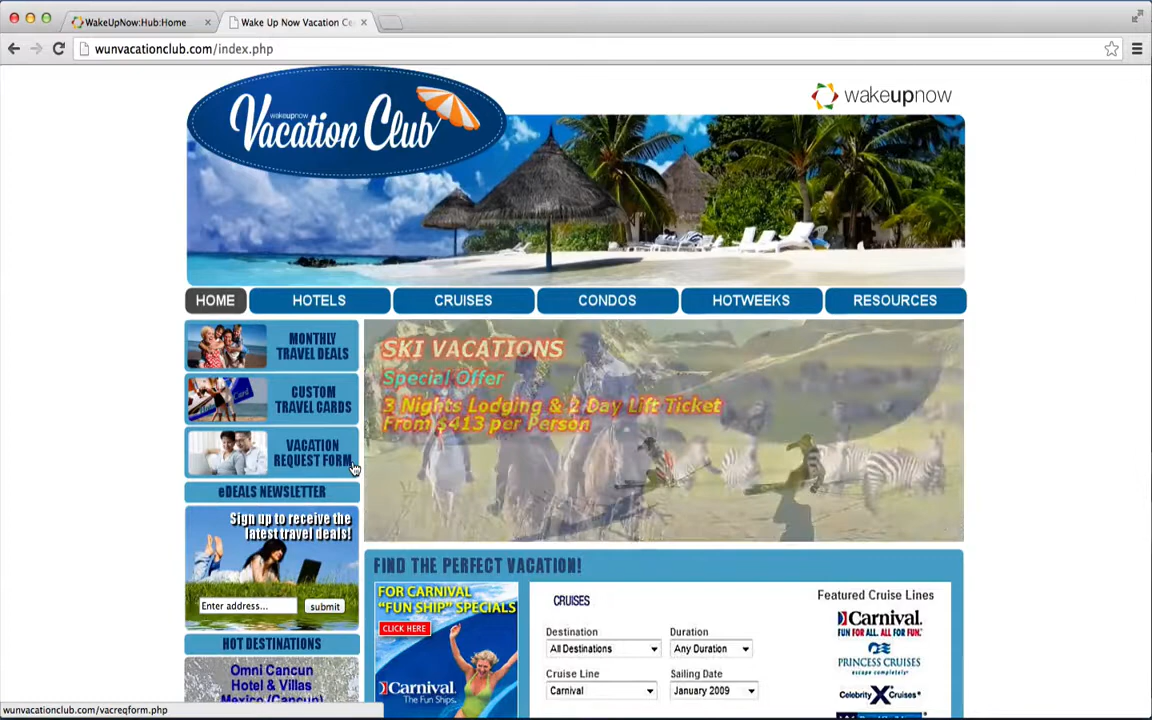 WakeUpNow:Hub:Home
Wake Up Now Vacation Ce
wunvacationclub.com/index.php
wakeupnow
Vacation Club
wakeupnow
HOME
HOTELS
CRUISES
CONDOS
HOTWEEKS
RESOURCES
MONTHLY
TRAVEL DEALS
CUSTOM
TRAVEL CARDS
VACATION
REQUEST FORM
eDEALS NEWSLETTER
Sign up to receive the
latest travel deals!
Enter address...
submit
HOT DESTINATIONS
Omni Cancun
Hotel & Villas
Mexico (Cancun)
SKI VACATIONS
Special Offer
3 Nights Lodging & 2 Day Lift Ticket
From $413 per Person
FIND THE PERFECT VACATION!
FOR CARNIVAL
"FUN SHIP" SPECIALS
CLICK HERE
Carnival
The Fun Ships.
CRUISES
Destination
Duration
All Destinations
Any Duration
Cruise Line
Sailing Date
Carnival
January 2009
Featured Cruise Lines
Carnival.
FUN FOR ALL. ALL FOR FUN.
PRINCESS CRUISES
escape completely.
Celebrity X Cruises
wunvacationclub.com/vacreqform.php